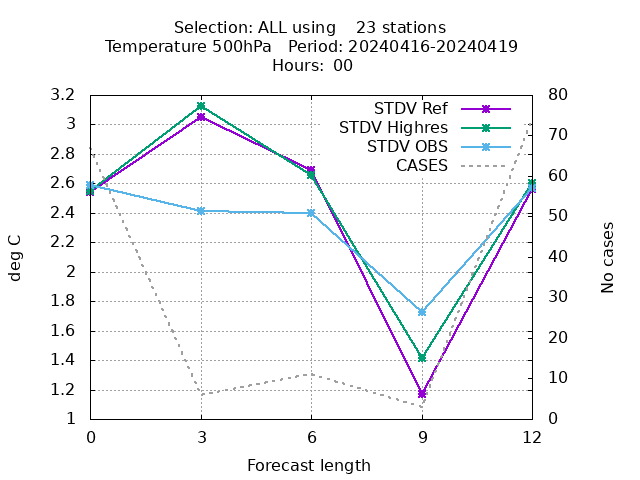 Selection: ALL using    23 stations
Temperature 500hPa   Period: 20240416-20240419
Hours:  00
STDV Ref
STDV Highres
STDV OBS
CASES
3.2
3
2.8
2.6
2.4
2.2
2
1.8
1.6
1.4
1.2
1
80
70
60
50
40
30
20
10
0
deg C
No cases
0 3 6 9 12
Forecast length